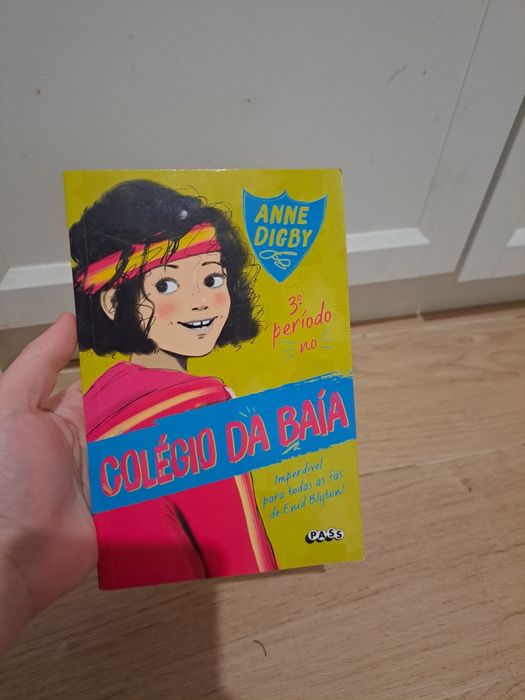 ANNE
DIGBY
3º
período
no
COLÉGIO DA BAÍA
Imperdível
para todas as fãs
de Enid Blyton!
PASS